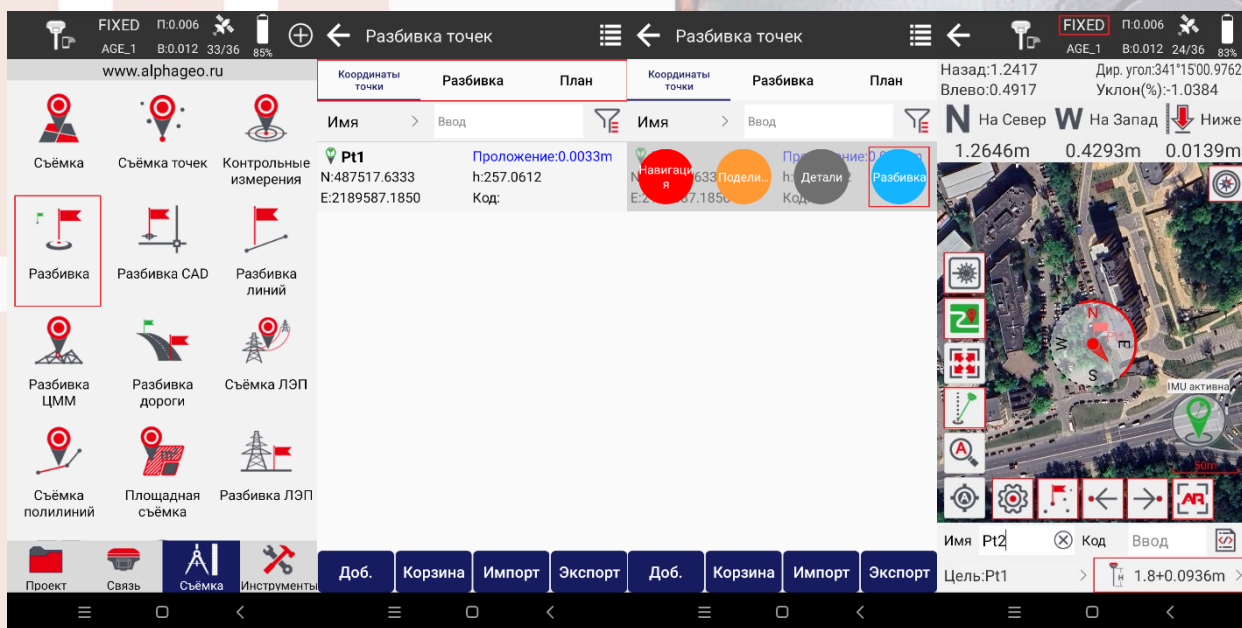 FIXED П:0.006
AGE_1 В:0.012 33/36 85%
www.alphageo.ru
Съёмка
Съёмка точек
Контрольные
измерения
Разбивка
Разбивка CAD
Разбивка
линий
Разбивка
ЦММ
Разбивка
дороги
Съёмка ЛЭП
m²
Съёмка
полилиний
Площадная
съёмка
Разбивка ЛЭП
Проект
Связь
Съёмка
Инструменты
Разбивка точек
Координаты
точки
Разбивка
План
Имя > Ввод
Pt1 Проложение:0.0033m
N:487517.6333 h:257.0612
E:2189587.1850 Код:
Доб.
Корзина
Импорт
Экспорт
Разбивка точек
Координаты
точки
Разбивка
План
Имя > Ввод
Навигаци
я
Подели...
Детали
Разбивка
Доб.
Корзина
Импорт
Экспорт
FIXED П:0.006
AGE_1 В:0.012 24/36 83%
Назад:1.2417 Дир. угол:341°15'00.9762
Влево:0.4917 Уклон(%):-1.0384
N На Север W На Запад Ниже
1.2646m 0.4293m 0.0139m
N
W E
S
IMU активна
50m
A
A
AR
Имя Pt2 Код Ввод
Цель:Pt1 > H 1.8+0.0936m >